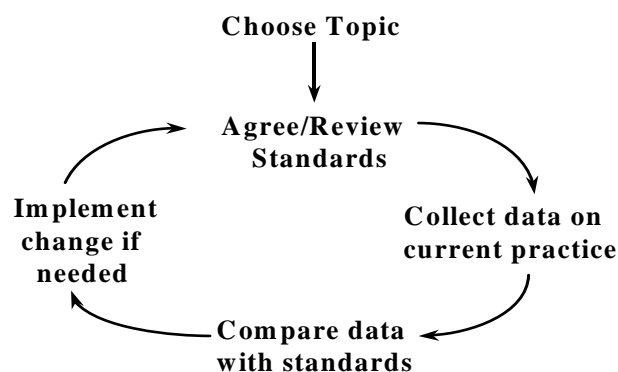 Choose Topic
Agree/Review
Standards
Collect data on
current practice
Compare data
with standards
Implement
change if
needed